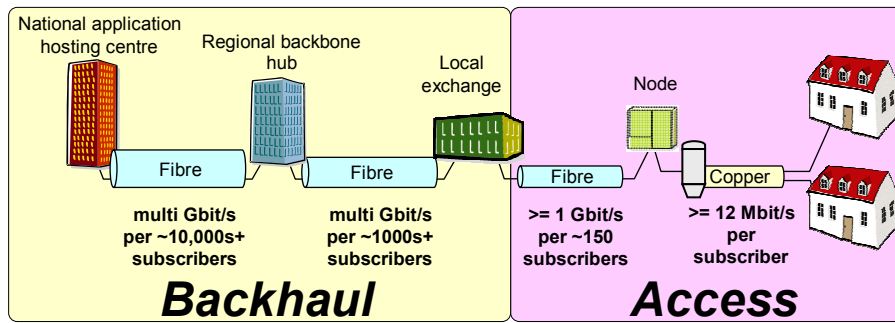 National application
hosting centre
Regional backbone
hub
Local
exchange
Node
Fibre
Fibre
Fibre
Copper
multi Gbit/s
per ~10,000s+
subscribers
multi Gbit/s
per ~1000s+
subscribers
>= 1 Gbit/s
per ~150
subscribers
>= 12 Mbit/s
per
subscriber
Backhaul
Access